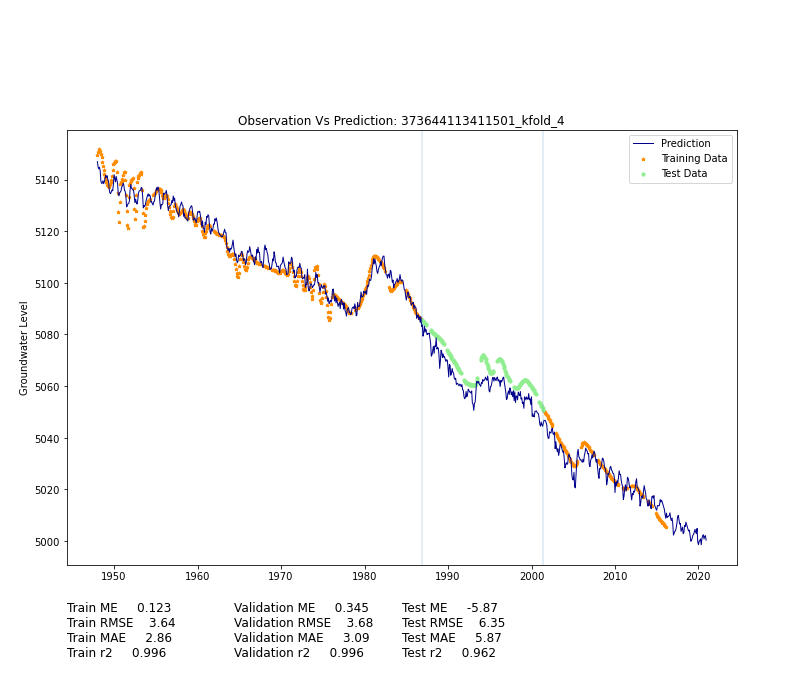 Observation Vs Prediction: 373644113411501_kfold_4
Prediction
Training Data
Test Data
Groundwater Level
5140
5120
5100
5080
5060
5040
5020
5000
1950 1960 1970 1980 1990 2000 2010 2020
Train ME 0.123 Validation ME 0.345 Test ME -5.87
Train RMSE 3.64 Validation RMSE 3.68 Test RMSE 6.35
Train MAE 2.86 Validation MAE 3.09 Test MAE 5.87
Train r2 0.996 Validation r2 0.996 Test r2 0.962